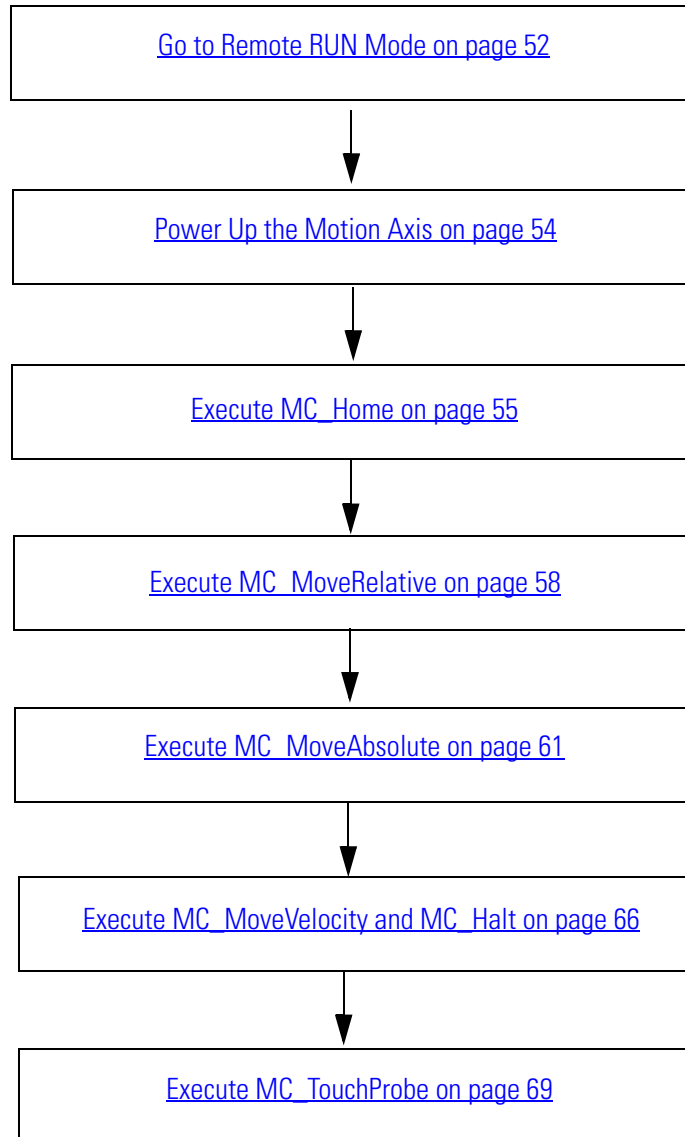 Go to Remote RUN Mode on page 52
Power Up the Motion Axis on page 54
Execute MC_Home on page 55
Execute MC_MoveRelative on page 58
Execute MC_MoveAbsolute on page 61
Execute MC_MoveVelocity and MC_Halt on page 66
Execute MC_TouchProbe on page 69